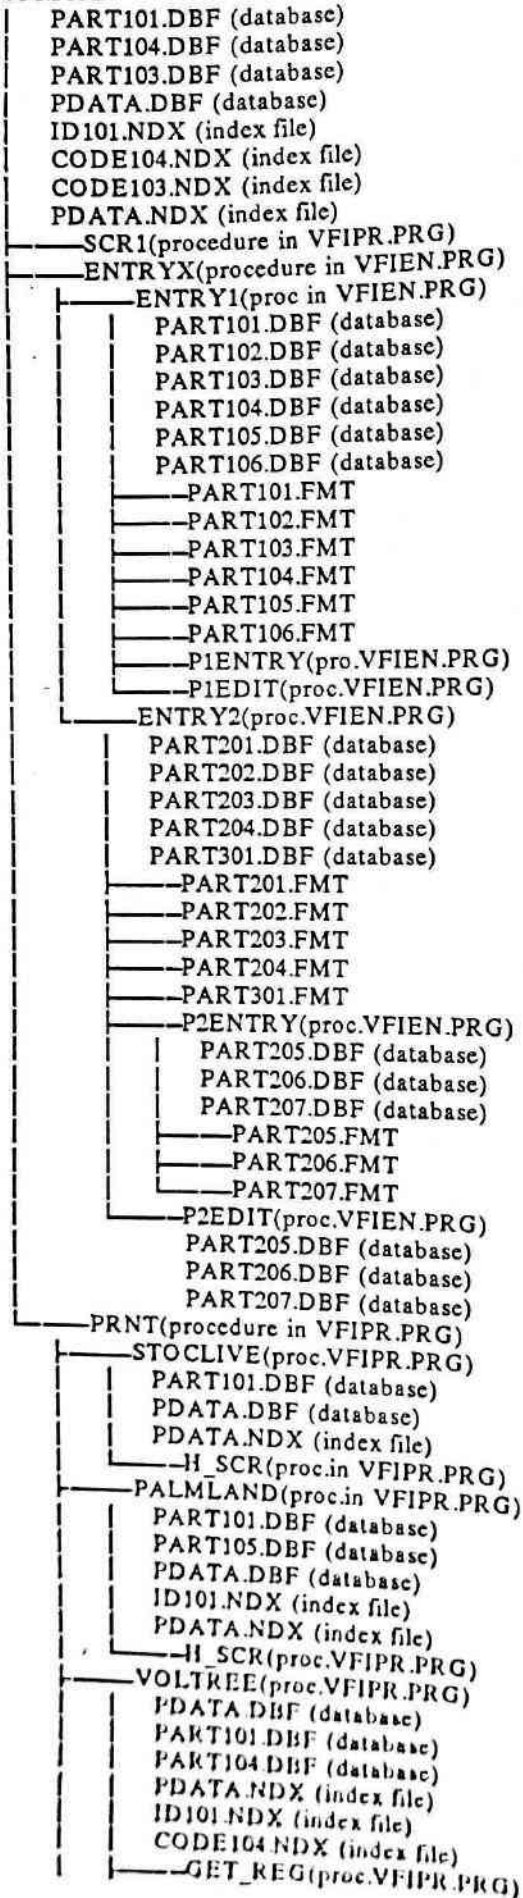 PART101.DBF (database)
PART104.DBF (database)
PART103.DBF (database)
PDATA.DBF (database)
ID101.NDX (index file)
CODE104.NDX (index file)
CODE103.NDX (index file)
PDATA.NDX (index file)
SCR1(procedure in VFIPR.PRG)
ENTRYX(procedure in VFIEN.PRG)
ENTRY1(proc in VFIEN.PRG)
PART101.DBF (database)
PART102.DBF (database)
PART103.DBF (database)
PART104.DBF (database)
PART105.DBF (database)
PART106.DBF (database)
PART101.FMT
PART102.FMT
PART103.FMT
PART104.FMT
PART105.FMT
PART106.FMT
P1ENTRY(pro.VFIEN.PRG)
P1EDIT(proc.VFIEN.PRG)
ENTRY2(proc.VFIEN.PRG)
PART201.DBF (database)
PART202.DBF (database)
PART203.DBF (database)
PART204.DBF (database)
PART301.DBF (database)
PART201.FMT
PART202.FMT
PART203.FMT
PART204.FMT
PART301.FMT
P2ENTRY(proc.VFIEN.PRG)
PART205.DBF (database)
PART206.DBF (database)
PART207.DBF (database)
PART205.FMT
PART206.FMT
PART207.FMT
P2EDIT(proc.VFIEN.PRG)
PART205.DBF (database)
PART206.DBF (database)
PART207.DBF (database)
PRNT(procedure in VFIPR.PRG)
STOCLIVE(proc.VFIPR.PRG)
PART101.DBF (database)
PDATA.DBF (database)
PDATA.NDX (index file)
H_SCR(proc.in VFIPR.PRG)
PALMLAND(proc.in VFIPR.PRG)
PART101.DBF (database)
PART105.DBF (database)
PDATA.DBF (database)
ID101.NDX (index file)
PDATA.NDX (index file)
H_SCR(proc.VFIPR.PRG)
VOLTREE(proc.VFIPR.PRG)
PDATA.DBF (database)
PART101.DBF (database)
PART104.DBF (database)
PDATA.NDX (index file)
ID101.NDX (index file)
CODE104.NDX (index file)
GET_REG(proc.VFIPR.PRG)